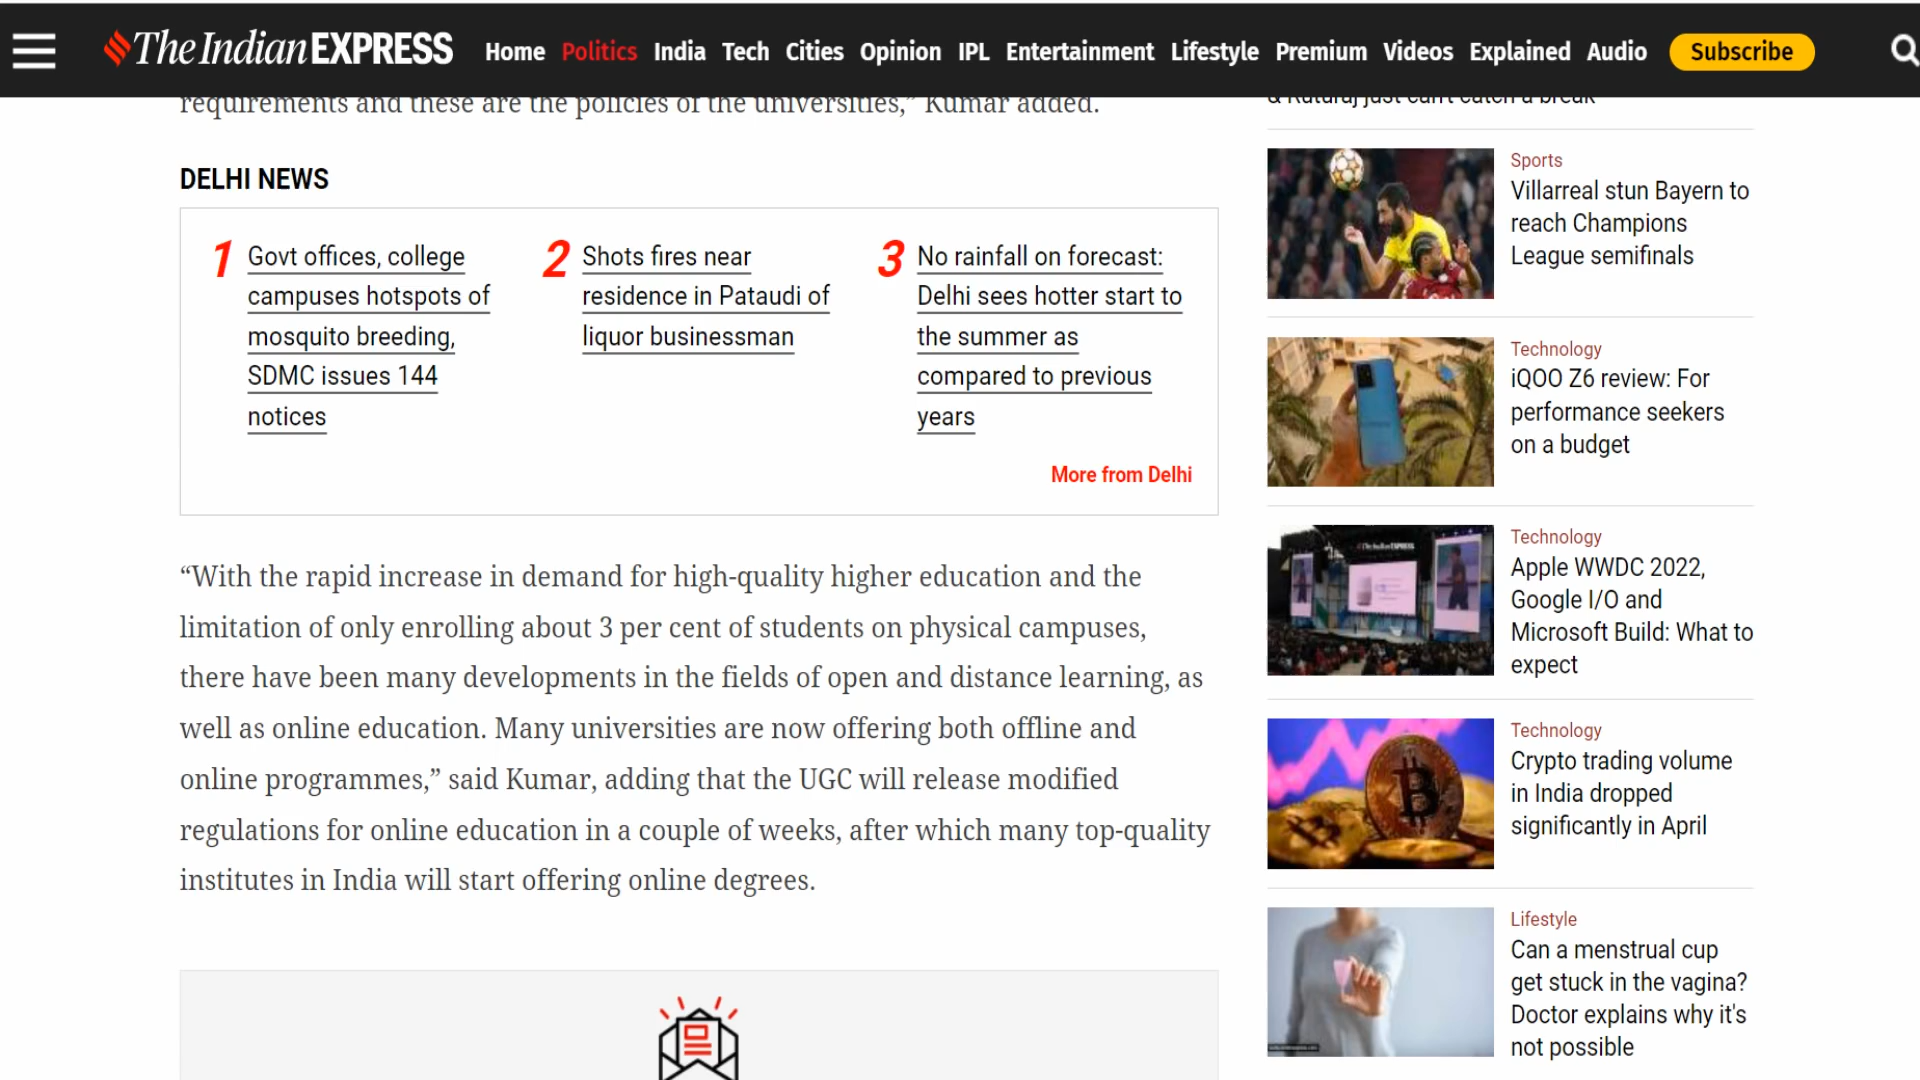 The Indian EXPRESS
Home Politics India Tech Cities Opinion IPL Entertainment Lifestyle Premium Videos Explained Audio Subscribe
requirements and these are the policies of the universities,” Kumar added.
DELHI NEWS
1 Govt offices, college
campuses hotspots of
mosquito breeding,
SDMC issues 144
notices
2 Shots fires near
residence in Pataudi of
liquor businessman
3 No rainfall on forecast:
Delhi sees hotter start to
the summer as
compared to previous
years
More from Delhi
“With the rapid increase in demand for high-quality higher education and the
limitation of only enrolling about 3 per cent of students on physical campuses,
there have been many developments in the fields of open and distance learning, as
well as online education. Many universities are now offering both offline and
online programmes,” said Kumar, adding that the UGC will release modified
regulations for online education in a couple of weeks, after which many top-quality
institutes in India will start offering online degrees.
& Ruturaj just can't catch a break
Sports
Villarreal stun Bayern to
reach Champions
League semifinals
Technology
iQOO Z6 review: For
performance seekers
on a budget
Technology
Apple WWDC 2022,
Google I/O and
Microsoft Build: What to
expect
The Indian EXPRESS
Technology
Crypto trading volume
in India dropped
significantly in April
Lifestyle
Can a menstrual cup
get stuck in the vagina?
Doctor explains why it's
not possible